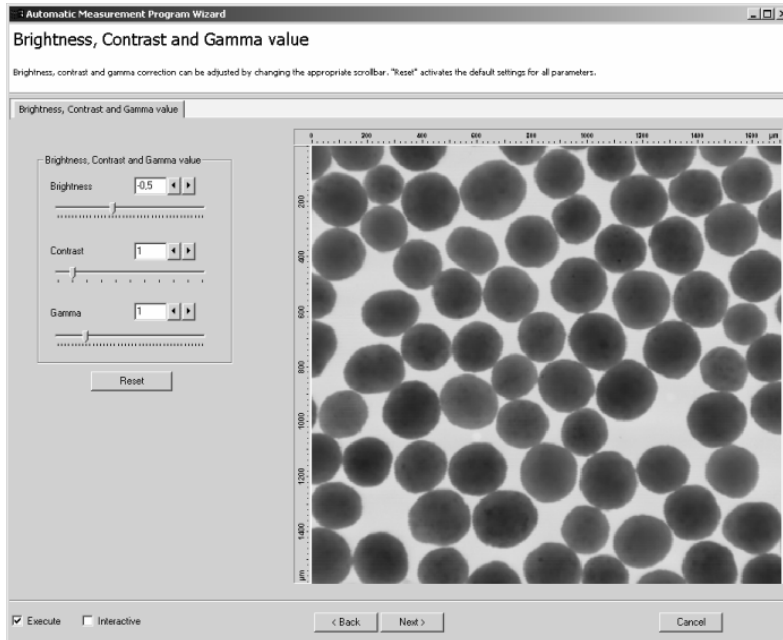 Automatic Measurement Program Wizard
Brightness, Contrast and Gamma value
Brightness, contrast and gamma correction can be adjusted by changing the appropriate scrollbar. "Reset" activates the default settings for all parameters.
Brightness, Contrast and Gamma value
0 200 400 600 800 1000 1200 1400 1600 µm
Brightness, Contrast and Gamma value
Brightness -0,5
Contrast 1
Gamma 1
Reset
200
400
600
800
1000
1200
1400
µm
Execute Interactive < Back Next > Cancel